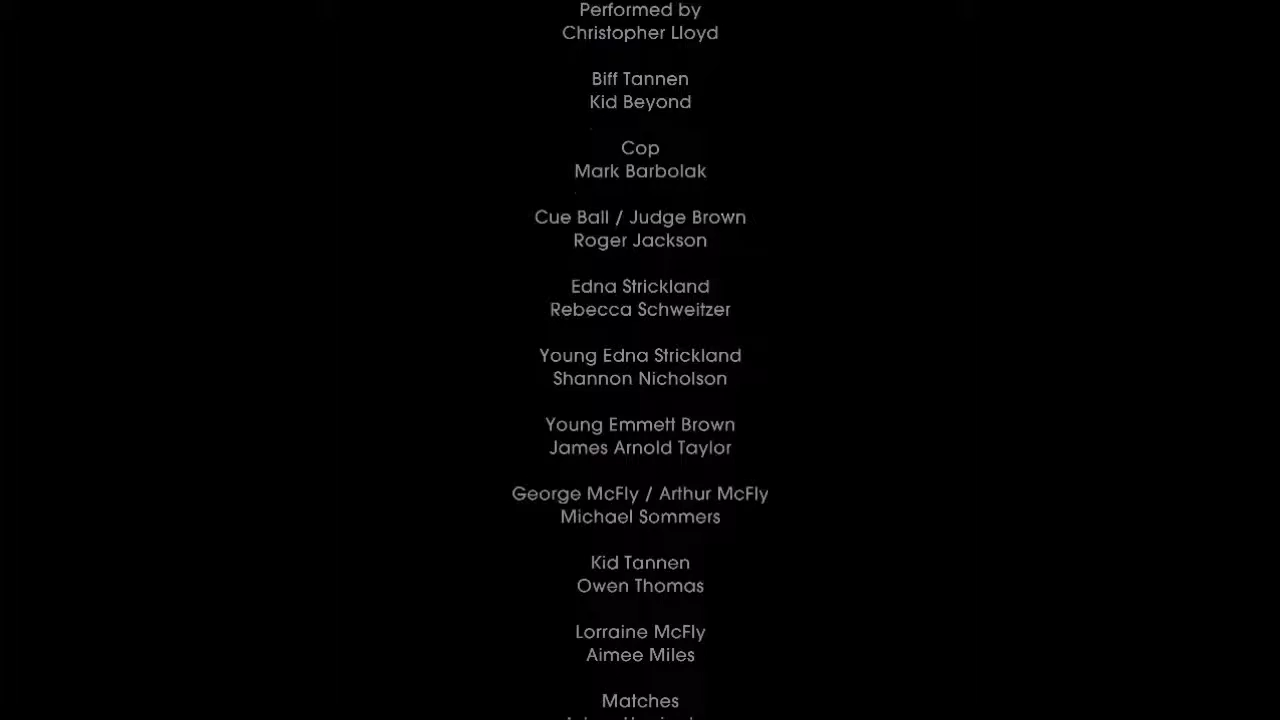 Performed by
Christopher Lloyd
Biff Tannen
Kid Beyond
Cop
Mark Barbolak
Cue Ball / Judge Brown
Roger Jackson
Edna Strickland
Rebecca Schweitzer
Young Edna Strickland
Shannon Nicholson
Young Emmett Brown
James Arnold Taylor
George McFly / Arthur McFly
Michael Sommers
Kid Tannen
Owen Thomas
Lorraine McFly
Aimee Miles
Matches